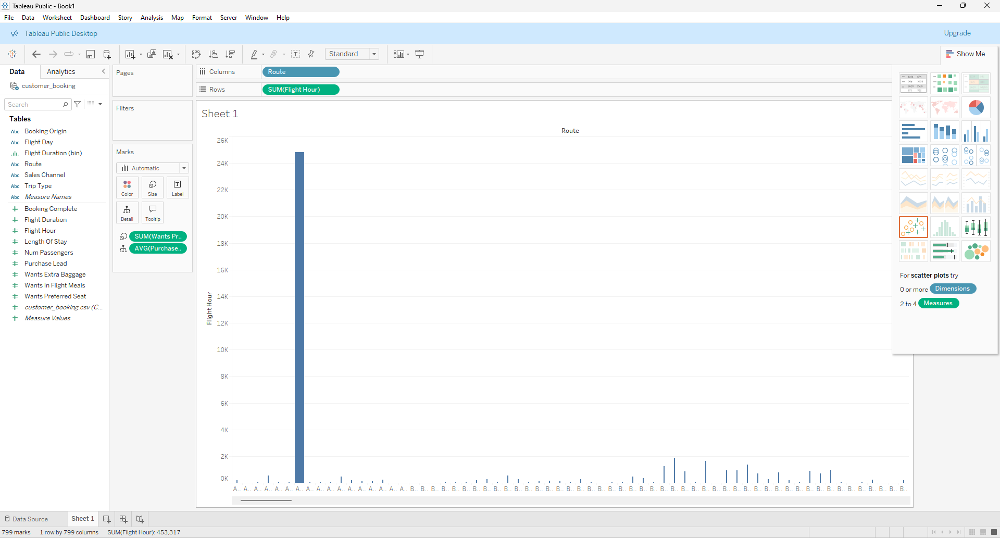 Tableau Public - Book1
File Data Worksheet Dashboard Story Analysis Map Format Server Window Help
Tableau Public Desktop
Upgrade
Standard
Show Me
Data Analytics
customer_booking
Search
Tables
Abc Booking Origin
Abc Flight Day
Flight Duration (bin)
Abc Route
Abc Sales Channel
Abc Trip Type
Abc Measure Names
Booking Complete
Flight Duration
Flight Hour
Length Of Stay
Num Passengers
Purchase Lead
Wants Extra Baggage
Wants In Flight Meals
Wants Preferred Seat
customer_booking.csv (C...
Measure Values
Pages
Filters
Marks
Automatic
Color Size Label
Detail Tooltip
SUM(Wants Pr..
AVG(Purchase..
Columns Route
Rows SUM(Flight Hour)
Sheet 1
Route
Flight Hour
26K
24K
22K
20K
18K
16K
14K
12K
10K
8K
6K
4K
2K
0K
A.. A.. A.. A.. A.. A.. A.. A.. A.. A.. A.. A.. A.. A.. A.. A.. A.. B.. B.. B.. B.. B.. B.. B.. B.. B.. B.. B.. B.. B.. B.. B.. B.. B.. B.. B.. B.. B.. B.. B.. B.. B.. B.. B.. B.. B.. B.. B.. B.. B.. B.. B.. B.. B.. B.. B.. B.. B.. B.. B.. B.. B.. B.. B.. B..
For scatter plots try
0 or more Dimensions
2 to 4 Measures
Data Source Sheet 1
799 marks 1 row by 799 columns SUM(Flight Hour): 453,317